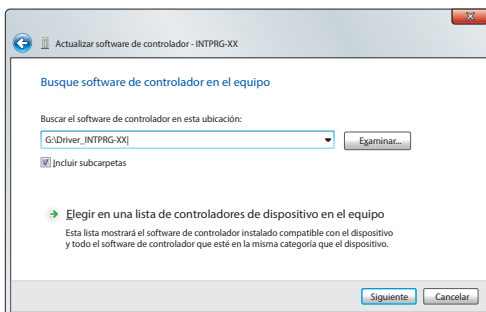 Actualizar software de controlador - INTPRG-XX
Busque software de controlador en el equipo
Buscar el software de controlador en esta ubicación:
G:\Driver_INTPRG-XX
Examinar...
Incluir subcarpetas
Elegir en una lista de controladores de dispositivo en el equipo
Esta lista mostrará el software de controlador instalado compatible con el dispositivo
y todo el software de controlador que esté en la misma categoría que el dispositivo.
Siguiente Cancelar